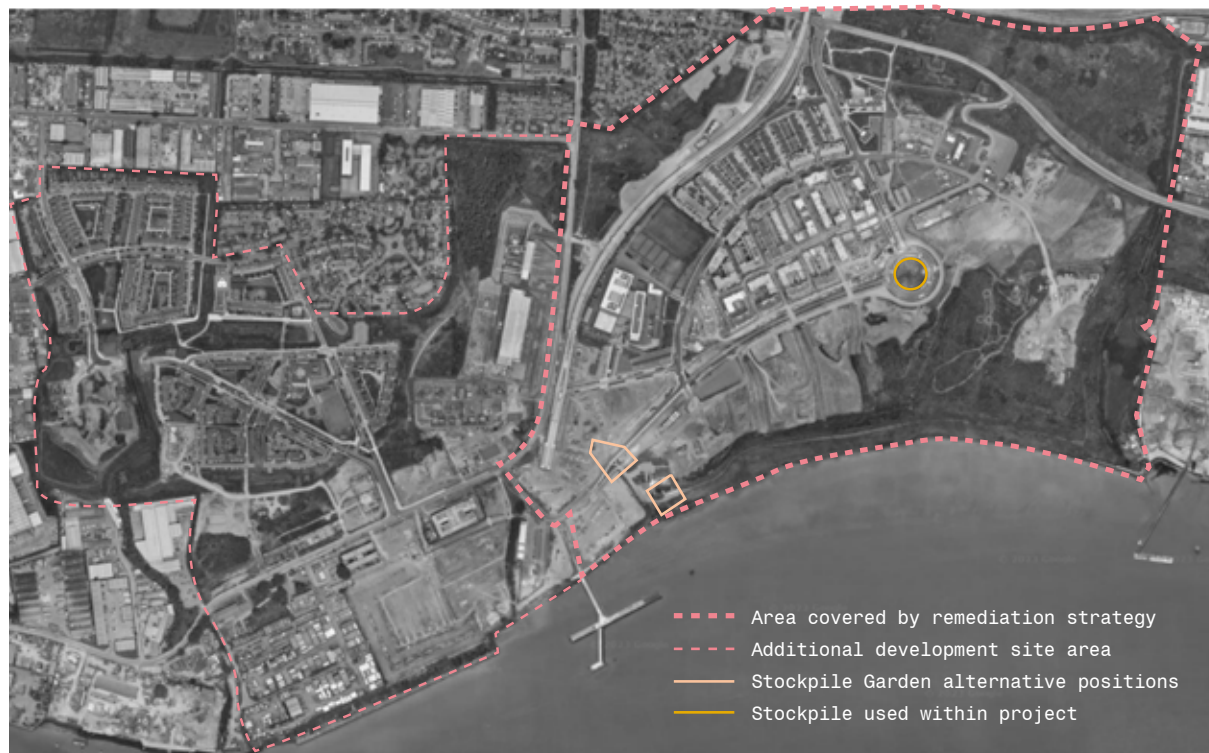 Area covered by remediation strategy
Additional development site area
Stockpile Garden alternative positions
Stockpile used within project